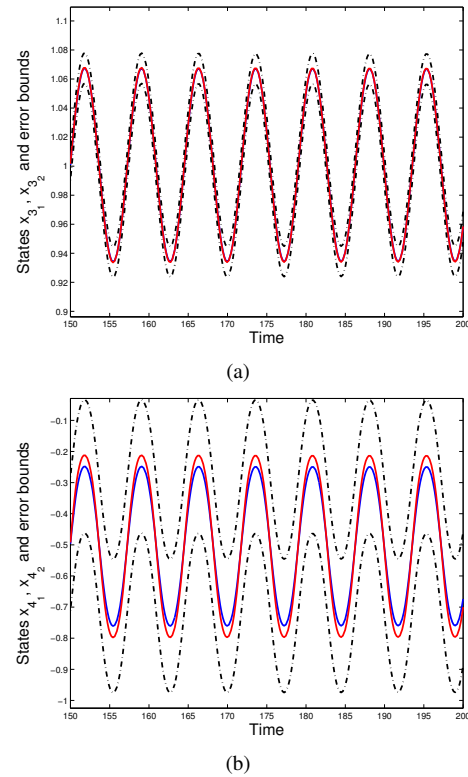 1.1
1.08
1.06
1.04
1.02
1
0.98
0.96
0.94
0.92
0.9
States x₃₁, x₃₂ and error bounds
150 155 160 165 170 175 180 185 190 195 200
Time
(a)
-0.1
-0.2
-0.3
-0.4
-0.5
-0.6
-0.7
-0.8
-0.9
-1
States x₄₁, x₄₂ and error bounds
150 155 160 165 170 175 180 185 190 195 200
Time
(b)